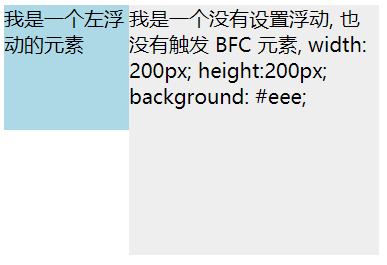 我是一个左浮
动的元素
我是一个没有设置浮动, 也
没有触发 BFC 元素, width:
200px; height:200px;
background: #eee;